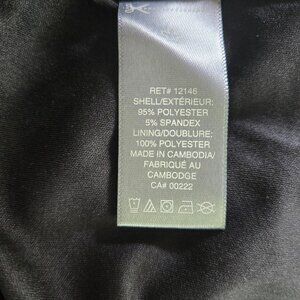 RET# 12146
SHELL/EXTÉRIEUR:
95% POLYESTER
5% SPANDEX
LINING/DOUBLURE:
100% POLYESTER
MADE IN CAMBODIA/
FABRIQUÉ AU
CAMBODGE
CA# 00222